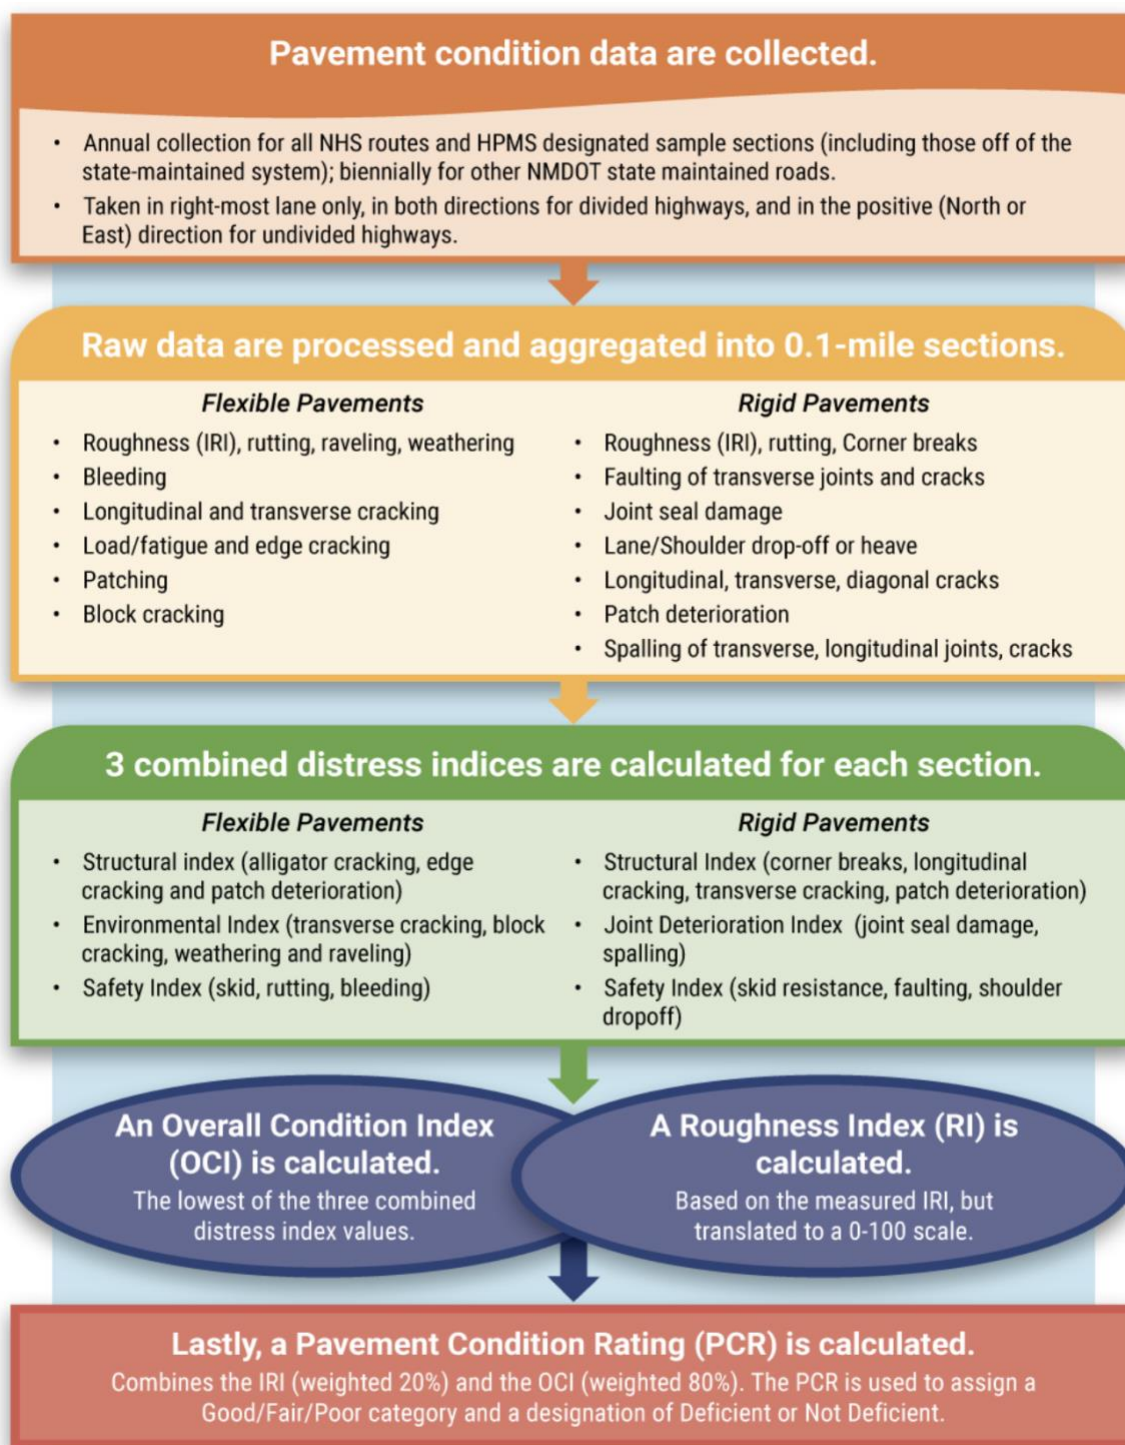 Pavement condition data are collected.
• Annual collection for all NHS routes and HPMS designated sample sections (including those off of the
state-maintained system); biennially for other NMDOT state maintained roads.
• Taken in right-most lane only, in both directions for divided highways, and in the positive (North or
East) direction for undivided highways.
Raw data are processed and aggregated into 0.1-mile sections.
Flexible Pavements
• Roughness (IRI), rutting, raveling, weathering
• Bleeding
• Longitudinal and transverse cracking
• Load/fatigue and edge cracking
• Patching
• Block cracking
Rigid Pavements
• Roughness (IRI), rutting, Corner breaks
• Faulting of transverse joints and cracks
• Joint seal damage
• Lane/Shoulder drop-off or heave
• Longitudinal, transverse, diagonal cracks
• Patch deterioration
• Spalling of transverse, longitudinal joints, cracks
3 combined distress indices are calculated for each section.
Flexible Pavements
• Structural index (alligator cracking, edge
cracking and patch deterioration)
• Environmental Index (transverse cracking, block
cracking, weathering and raveling)
• Safety Index (skid, rutting, bleeding)
Rigid Pavements
• Structural Index (corner breaks, longitudinal
cracking, transverse cracking, patch deterioration)
• Joint Deterioration Index (joint seal damage,
spalling)
• Safety Index (skid resistance, faulting, shoulder
dropoff)
An Overall Condition Index
(OCI) is calculated.
The lowest of the three combined
distress index values.
A Roughness Index (RI) is
calculated.
Based on the measured IRI, but
translated to a 0-100 scale.
Lastly, a Pavement Condition Rating (PCR) is calculated.
Combines the IRI (weighted 20%) and the OCI (weighted 80%). The PCR is used to assign a
Good/Fair/Poor category and a designation of Deficient or Not Deficient.